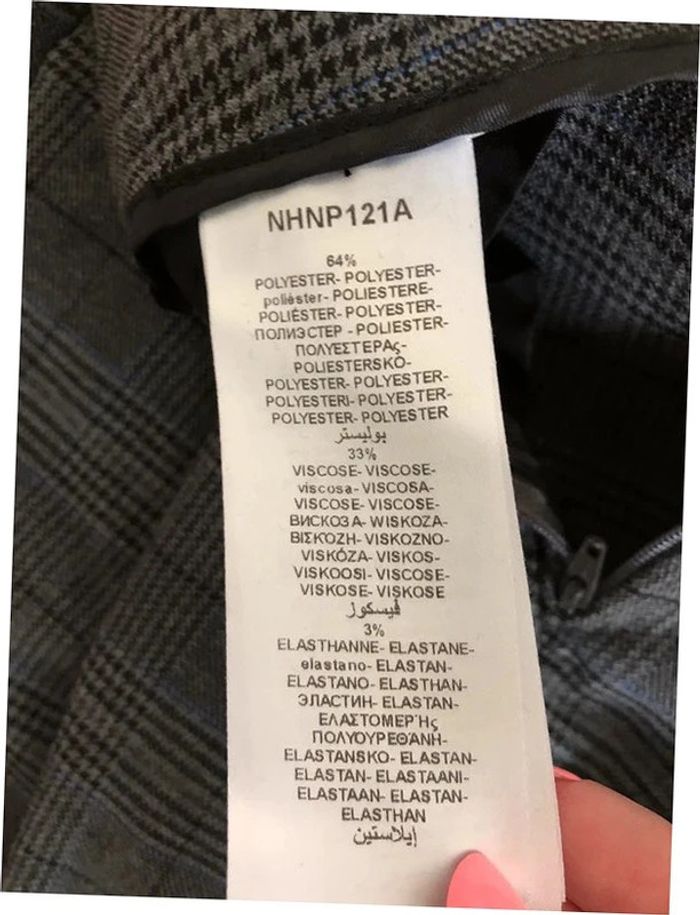 NHNP121A
64%
POLYESTER- POLYESTER-
poliéster- POLIESTERE-
POLIÉSTER- POLYESTER-
ПОЛИЭСТЕР - POLIESTER-
ΠΟΛΥΕΣΤΕΡΑς-
POLIESTERSKO-
POLYESTER- POLYESTER-
POLYESTERI- POLYESTER-
POLYESTER- POLYESTER
بوليستر
33%
VISCOSE- VISCOSE-
viscosa- VISCOSA-
VISCOSE- VISCOSE-
ВИСКОЗА- WISKOZA-
ΒΙΣΚΌΖΗ- VISKOZNO-
VISKÓZA- VISKOS-
VISKOOSI- VISCOSE-
VISKOSE- VISKOSE
ڤيسكوز
3%
ELASTHANNE- ELASTANE-
elastano- ELASTAN-
ELASTANO- ELASTHAN-
ЭЛАСТИН- ELASTAN-
ΕΛΑΣΤΟΜΕΡΉς
ΠΟΛΥΟΥΡΕΘΆΝΗ-
ELASTANSKO- ELASTAN-
ELASTAN- ELASTAANI-
ELASTAAN- ELASTAN-
ELASTHAN
إيلاستين